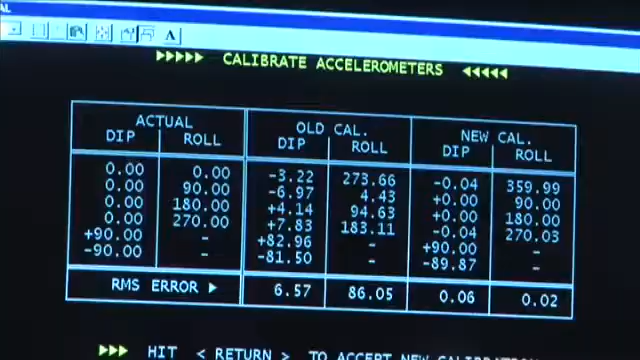 AL
A
►►►►► CALIBRATE ACCELEROMETERS ◄◄◄◄◄
ACTUAL OLD CAL. NEW CAL.
DIP ROLL DIP ROLL DIP ROLL
0.00 0.00 -3.22 273.66 -0.04 359.99
0.00 90.00 -6.97 4.43 +0.00 90.00
0.00 180.00 +4.14 94.63 +0.00 180.00
0.00 270.00 +7.83 183.11 -0.04 270.03
+90.00 - +82.96 - +90.00 -
-90.00 - -81.50 - -89.87 -
RMS ERROR ► 6.57 86.05 0.06 0.02
►►► HIT < RETURN > TO ACCEPT NEW